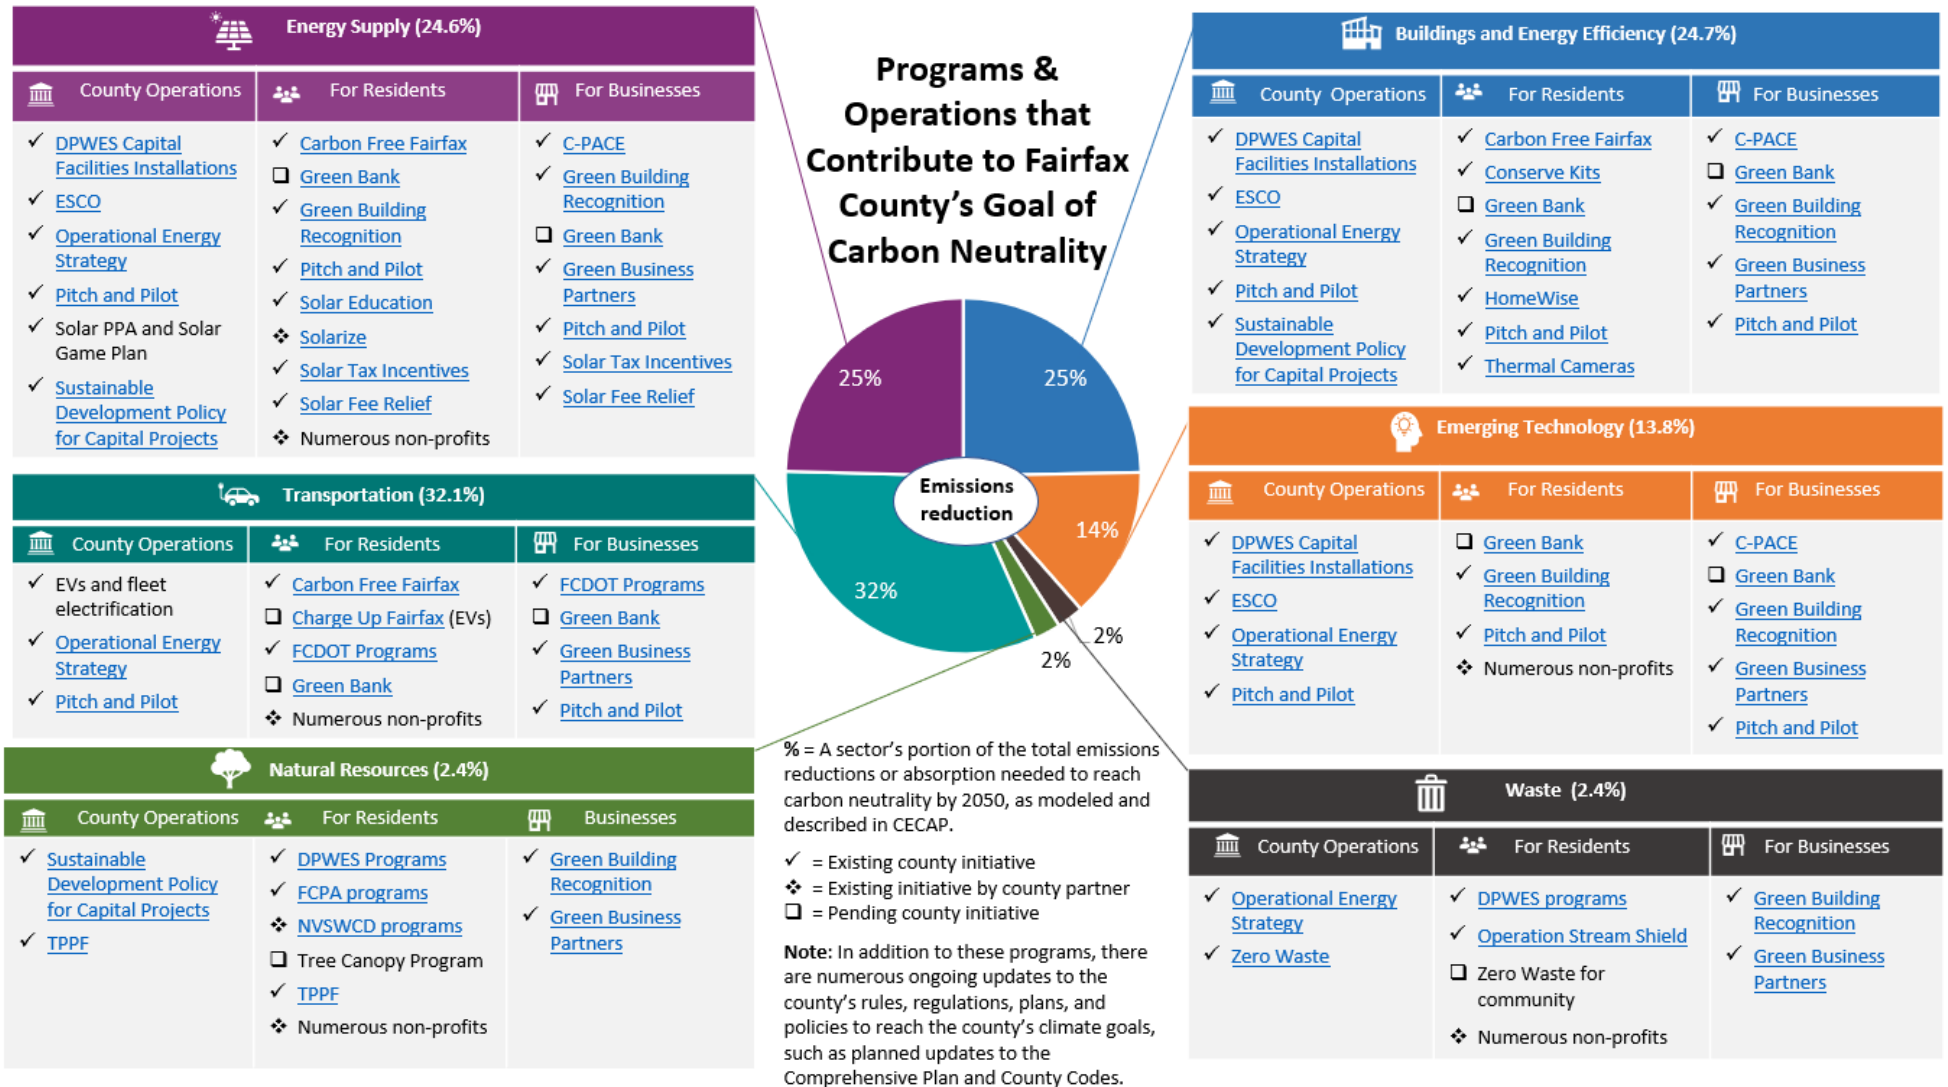 Programs &
Operations that
Contribute to Fairfax
County's Goal of
Carbon Neutrality
Energy Supply (24.6%)
County Operations
✓ DPWES Capital
Facilities Installations
✓ ESCO
✓ Operational Energy
Strategy
✓ Pitch and Pilot
✓ Solar PPA and Solar
Game Plan
✓ Sustainable
Development Policy
for Capital Projects
For Residents
✓ Carbon Free Fairfax
❑ Green Bank
✓ Green Building
Recognition
✓ Pitch and Pilot
✓ Solar Education
❖ Solarize
✓ Solar Tax Incentives
✓ Solar Fee Relief
❖ Numerous non-profits
For Businesses
✓ C-PACE
✓ Green Building
Recognition
❑ Green Bank
✓ Green Business
Partners
✓ Pitch and Pilot
✓ Solar Tax Incentives
✓ Solar Fee Relief
Transportation (32.1%)
County Operations
✓ EVs and fleet
electrification
✓ Operational Energy
Strategy
✓ Pitch and Pilot
For Residents
✓ Carbon Free Fairfax
❑ Charge Up Fairfax (EVs)
✓ FCDOT Programs
❑ Green Bank
❖ Numerous non-profits
For Businesses
✓ FCDOT Programs
❑ Green Bank
✓ Green Business
Partners
✓ Pitch and Pilot
Natural Resources (2.4%)
County Operations
✓ Sustainable
Development Policy
for Capital Projects
✓ TPPF
For Residents
✓ DPWES Programs
✓ FCPA programs
❖ NVSWCD programs
❑ Tree Canopy Program
✓ TPPF
❖ Numerous non-profits
Businesses
✓ Green Building
Recognition
✓ Green Business
Partners
25%
25%
Emissions
reduction
14%
32%
2%
2%
% = A sector's portion of the total emissions
reductions or absorption needed to reach
carbon neutrality by 2050, as modeled and
described in CECAP.
✓ = Existing county initiative
❖ = Existing initiative by county partner
❑ = Pending county initiative
Note: In addition to these programs, there
are numerous ongoing updates to the
county's rules, regulations, plans, and
policies to reach the county's climate goals,
such as planned updates to the
Comprehensive Plan and County Codes.
Buildings and Energy Efficiency (24.7%)
County Operations
✓ DPWES Capital
Facilities Installations
✓ ESCO
✓ Operational Energy
Strategy
✓ Pitch and Pilot
✓ Sustainable
Development Policy
for Capital Projects
For Residents
✓ Carbon Free Fairfax
✓ Conserve Kits
❑ Green Bank
✓ Green Building
Recognition
✓ HomeWise
✓ Pitch and Pilot
✓ Thermal Cameras
For Businesses
✓ C-PACE
❑ Green Bank
✓ Green Building
Recognition
✓ Green Business
Partners
✓ Pitch and Pilot
Emerging Technology (13.8%)
County Operations
✓ DPWES Capital
Facilities Installations
✓ ESCO
✓ Operational Energy
Strategy
✓ Pitch and Pilot
For Residents
❑ Green Bank
✓ Green Building
Recognition
✓ Pitch and Pilot
❖ Numerous non-profits
For Businesses
✓ C-PACE
❑ Green Bank
✓ Green Building
Recognition
✓ Green Business
Partners
✓ Pitch and Pilot
Waste (2.4%)
County Operations
✓ Operational Energy
Strategy
✓ Zero Waste
For Residents
✓ DPWES programs
✓ Operation Stream Shield
❑ Zero Waste for
community
❖ Numerous non-profits
For Businesses
✓ Green Building
Recognition
✓ Green Business
Partners